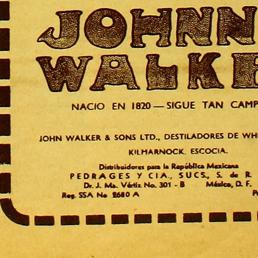 JOHNN
WALKE
NACIO EN 1820 — SIGUE TAN CAMP
JOHN WALKER & SONS LTD., DESTILADORES DE WH
KILMARNOCK, ESCOCIA.
Distribuidores para la República Mexicana
PEDRAGES Y CIA., SUCS., S. de R.
Dr. J. Ma. Vértiz No. 301 - B México, D. F.
Reg. SSA No 2680 A P